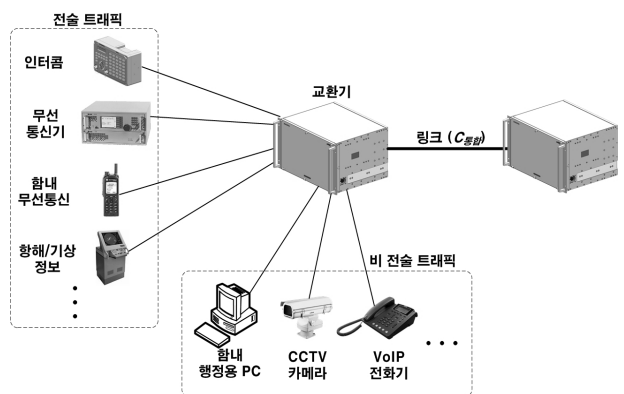 전술 트래픽
인터콤
무선
통신기
함내
무선통신
항해/기상
정보
교환기
링크 (C통합)
비 전술 트래픽
함내
행정용 PC
CCTV
카메라
VoIP
전화기